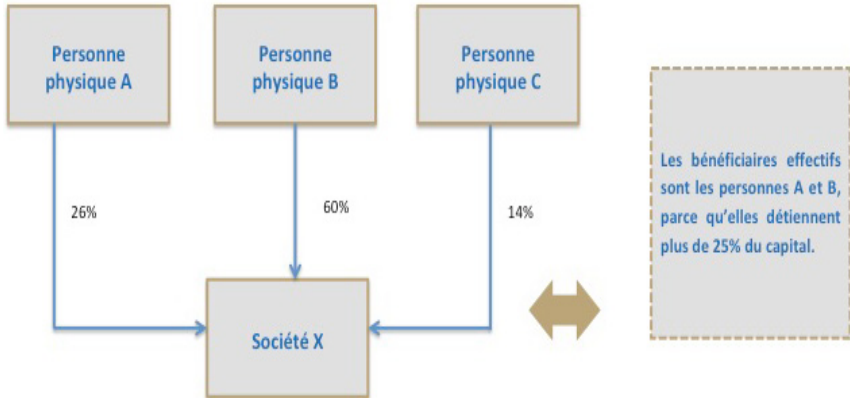 Personne
physique A
Personne
physique B
Personne
physique C
26%
60%
14%
Société X
Les bénéficiaires effectifs
sont les personnes A et B,
parce qu'elles détiennent
plus de 25% du capital.